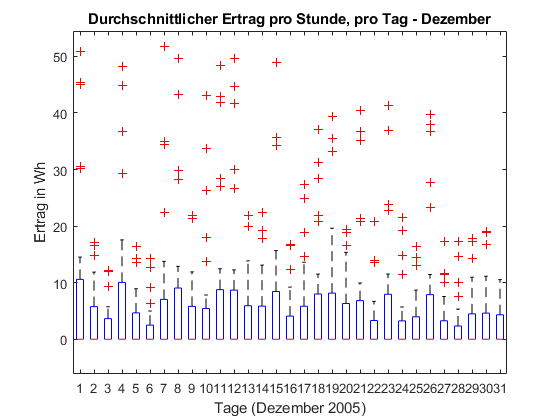 Durchschnittlicher Ertrag pro Stunde, pro Tag - Dezember
Ertrag in Wh
50
40
30
20
10
0
1 2 3 4 5 6 7 8 9 10 11 12 13 14 15 16 17 18 19 20 21 22 23 24 25 26 27 28 29 30 31
Tage (Dezember 2005)